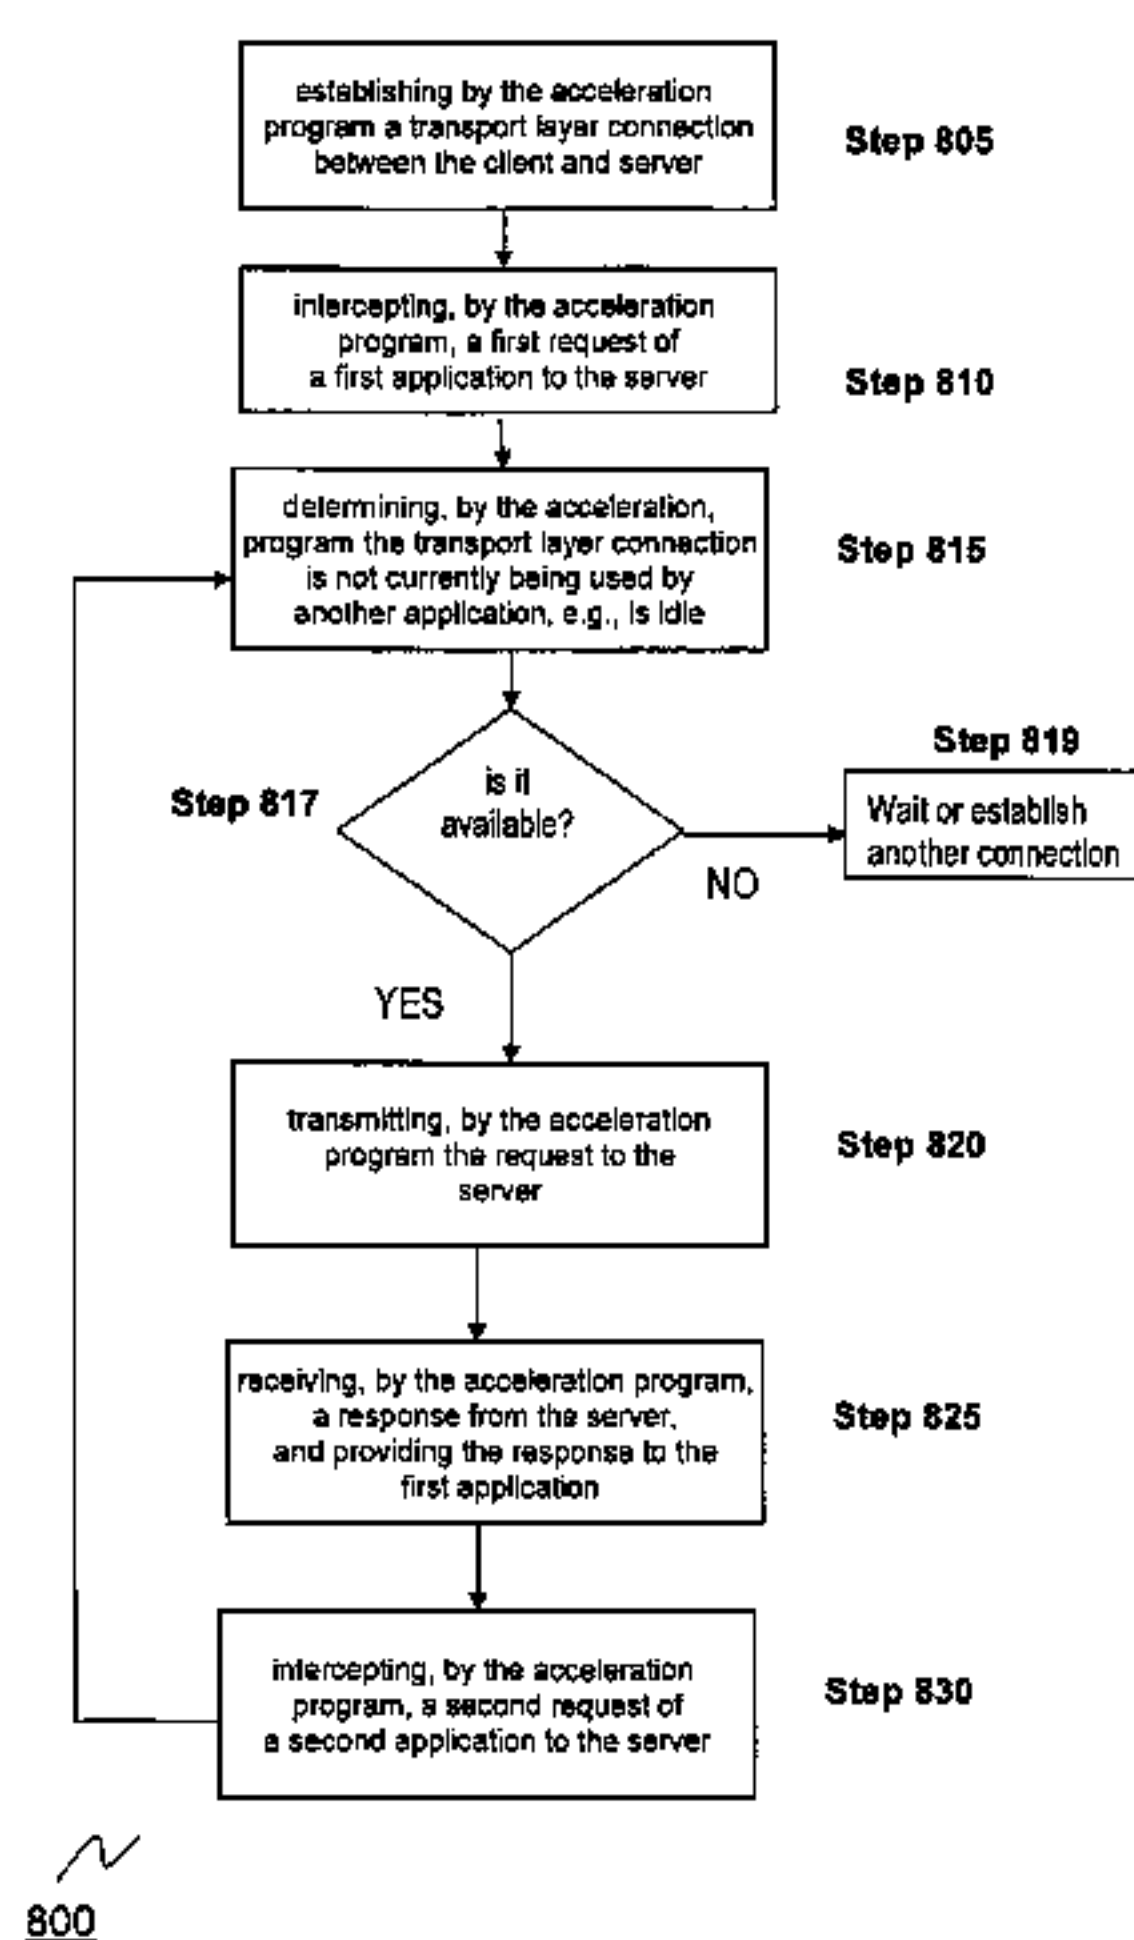 establishing by the acceleration
program a transport layer connection
between the client and server
Step 805
intercepting, by the acceleration
program, a first request of
a first application to the server
Step 810
determining, by the acceleration,
program the transport layer connection
is not currently being used by
another application, e.g., is idle
Step 815
is it
available?
Step 817
NO
Step 819
Wait or establish
another connection
YES
transmitting, by the acceleration
program the request to the
server
Step 820
receiving, by the acceleration program,
a response from the server,
and providing the response to the
first application
Step 825
intercepting, by the acceleration
program, a second request of
a second application to the server
Step 830
800